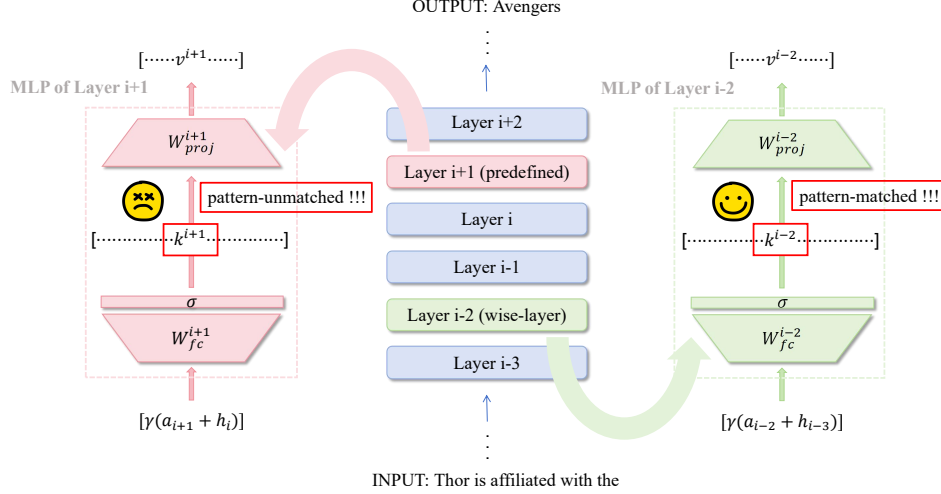 OUTPUT: Avengers
[⋯⋯v^{i+1}⋯⋯]
MLP of Layer i+1
W_{proj}^{i+1}
pattern-unmatched !!!
[⋯⋯⋯⋯⋯k^{i+1}⋯⋯⋯⋯⋯]
σ
W_{fc}^{i+1}
[γ(a_{i+1} + h_i)]
Layer i+2
Layer i+1 (predefined)
Layer i
Layer i-1
Layer i-2 (wise-layer)
Layer i-3
INPUT: Thor is affiliated with the
[⋯⋯v^{i−2}⋯⋯]
MLP of Layer i-2
W_{proj}^{i−2}
pattern-matched !!!
[⋯⋯⋯⋯⋯k^{i−2}⋯⋯⋯⋯⋯]
σ
W_{fc}^{i−2}
[γ(a_{i−2} + h_{i−3})]